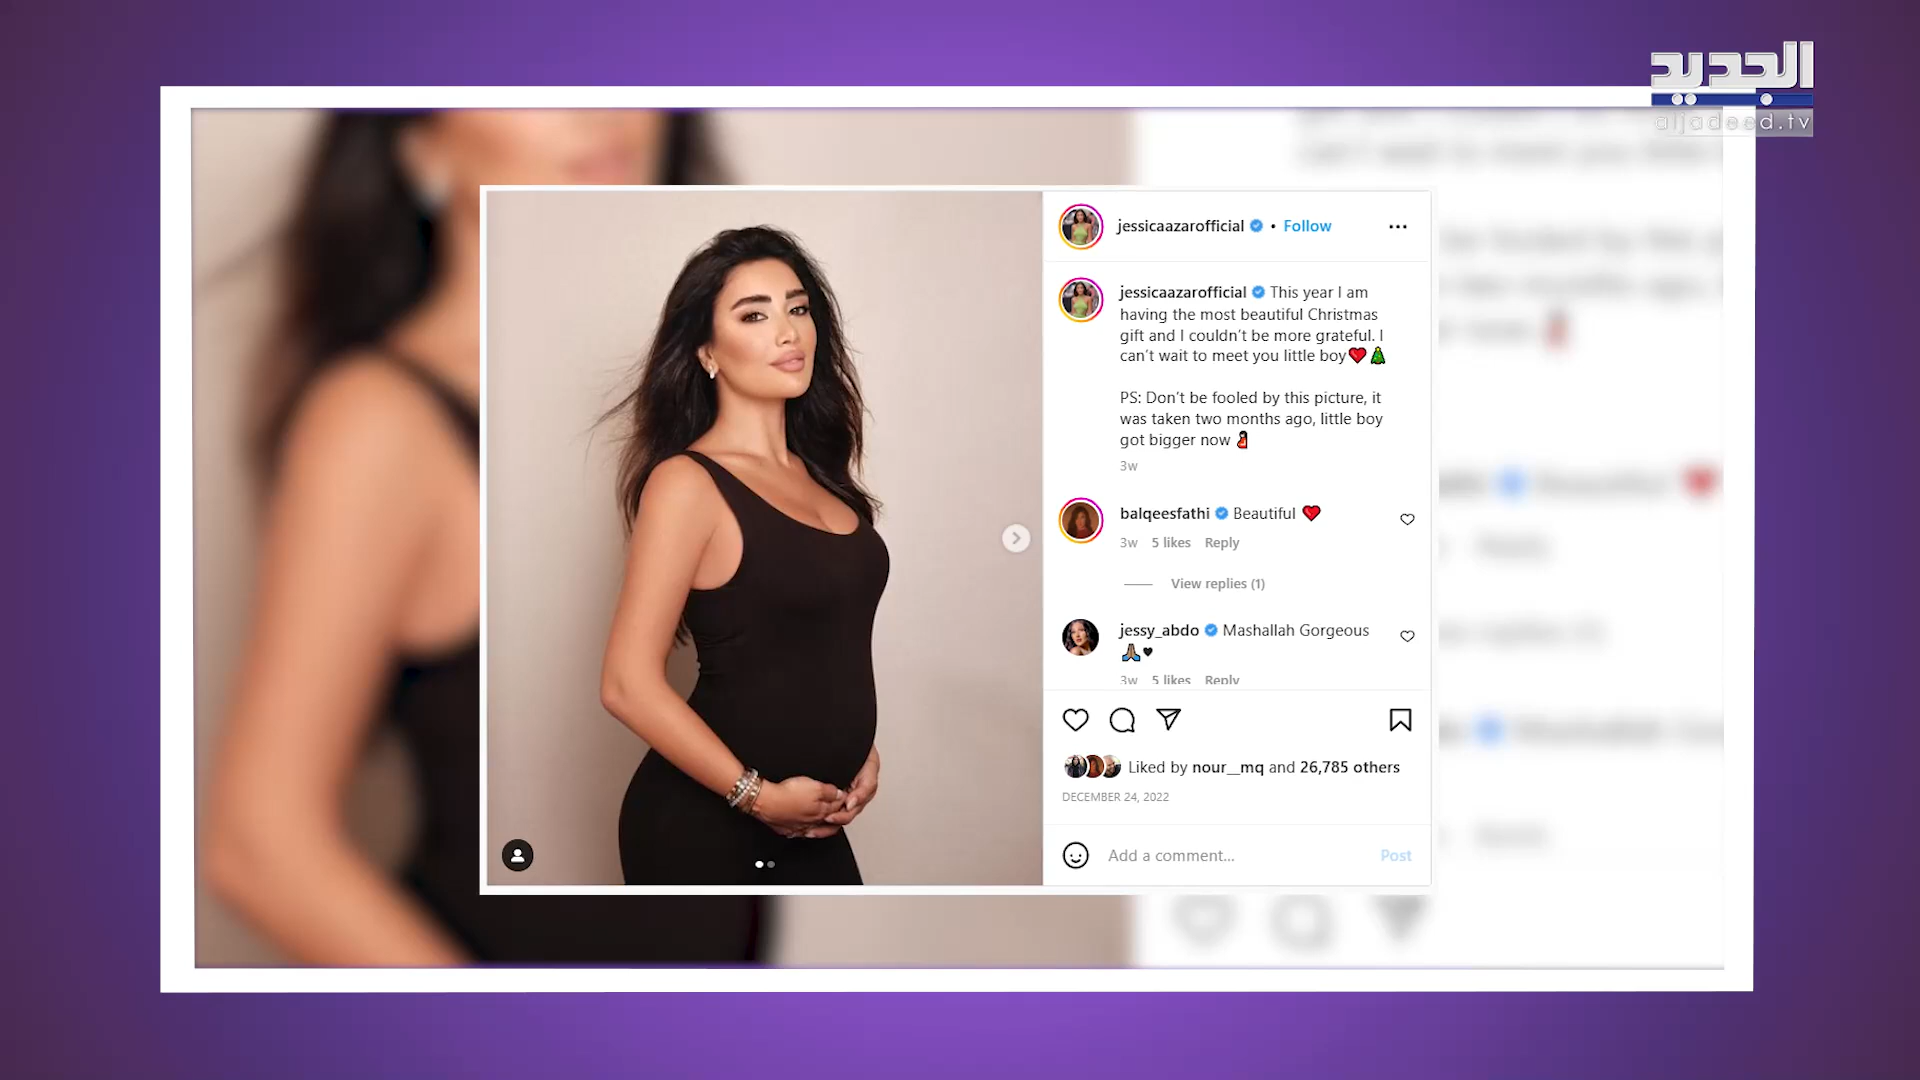 الجديد
aljadeed.tv
jessicaazarofficial • Follow
jessicaazarofficial This year I am
having the most beautiful Christmas
gift and I couldn't be more grateful. I
can't wait to meet you little boy❤️🎄
PS: Don't be fooled by this picture, it
was taken two months ago, little boy
got bigger now 🤰
3w
balqeesfathi Beautiful ❤️
3w 5 likes Reply
View replies (1)
jessy_abdo Mashallah Gorgeous
🙏🏽🖤
3w 5 likes Reply
Liked by nour__mq and 26,785 others
DECEMBER 24, 2022
Add a comment... Post